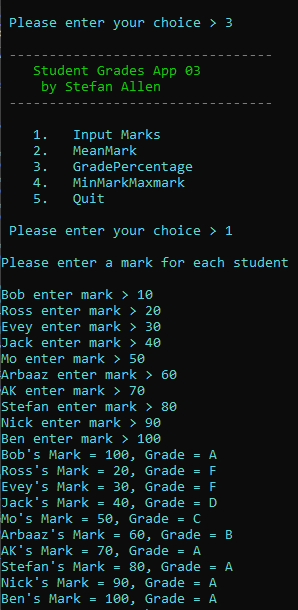 Please enter your choice > 3
---------------------------------
Student Grades App 03
by Stefan Allen
---------------------------------
1. Input Marks
2. MeanMark
3. GradePercentage
4. MinMarkMaxmark
5. Quit
Please enter your choice > 1
Please enter a mark for each student
Bob enter mark > 10
Ross enter mark > 20
Evey enter mark > 30
Jack enter mark > 40
Mo enter mark > 50
Arbaaz enter mark > 60
AK enter mark > 70
Stefan enter mark > 80
Nick enter mark > 90
Ben enter mark > 100
Bob's Mark = 100, Grade = A
Ross's Mark = 20, Grade = F
Evey's Mark = 30, Grade = F
Jack's Mark = 40, Grade = D
Mo's Mark = 50, Grade = C
Arbaaz's Mark = 60, Grade = B
AK's Mark = 70, Grade = A
Stefan's Mark = 80, Grade = A
Nick's Mark = 90, Grade = A
Ben's Mark = 100, Grade = A